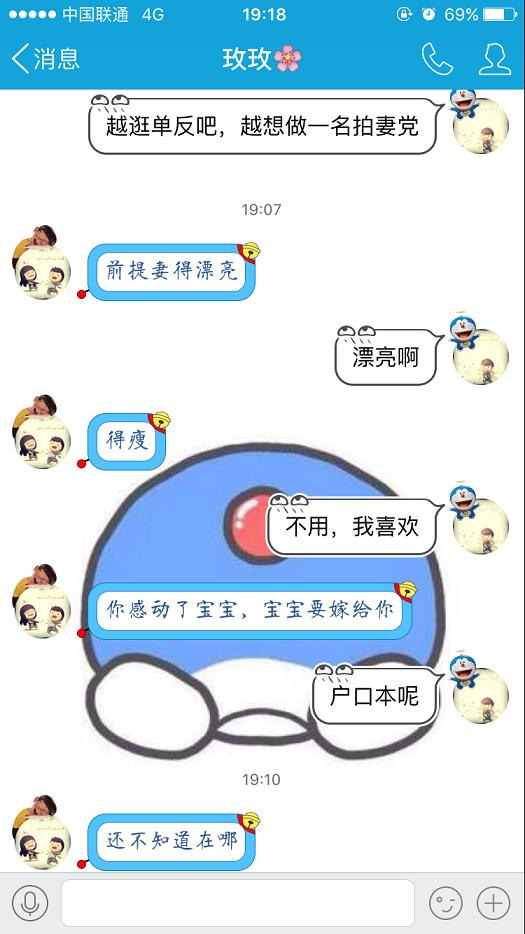 中国联通 4G 19:18 69%
消息 玫玫🌸
越逛单反吧，越想做一名拍妻党
19:07
前提妻得漂亮
漂亮啊
得瘦
不用，我喜欢
你感动了宝宝，宝宝要嫁给你
户口本呢
19:10
还不知道在哪